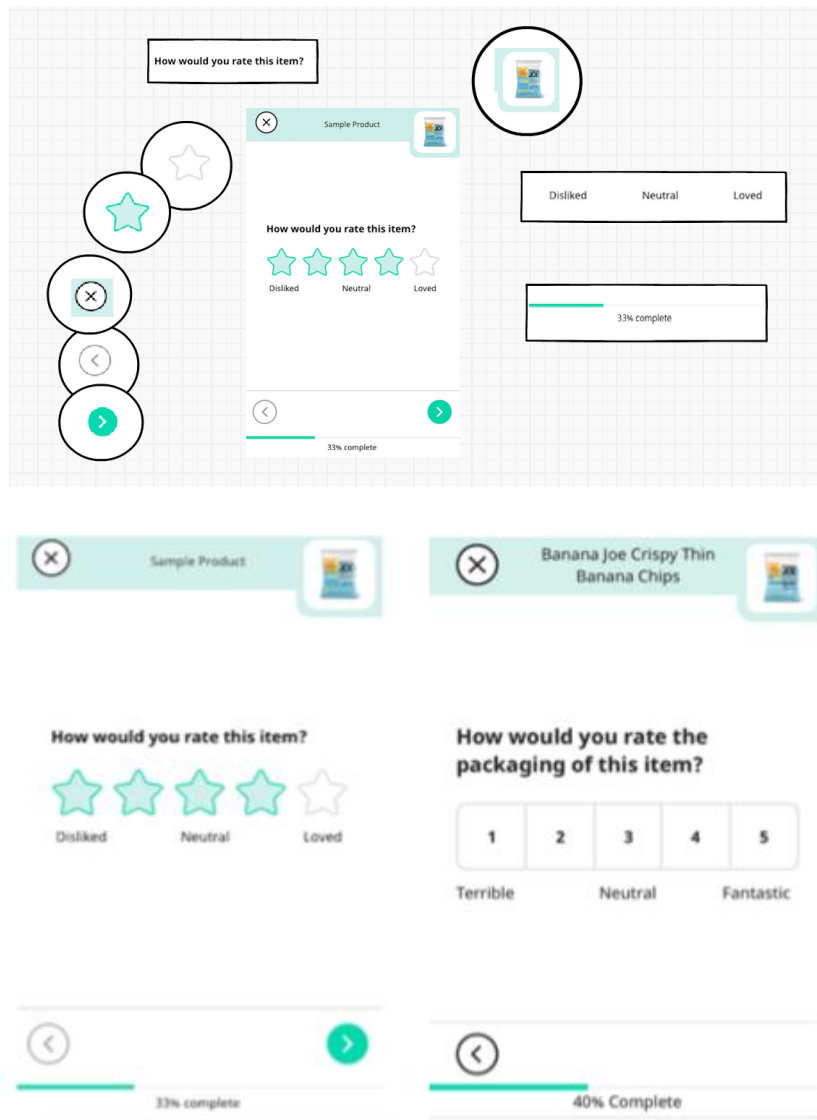 How would you rate this item?
JOE
Sample Product
JOE
How would you rate this item?
Disliked Neutral Loved
33% complete
Disliked Neutral Loved
33% complete
Sample Product
How would you rate this item?
Disliked Neutral Loved
33% complete
Banana Joe Crispy Thin
Banana Chips
How would you rate the
packaging of this item?
1 2 3 4 5
Terrible Neutral Fantastic
40% Complete